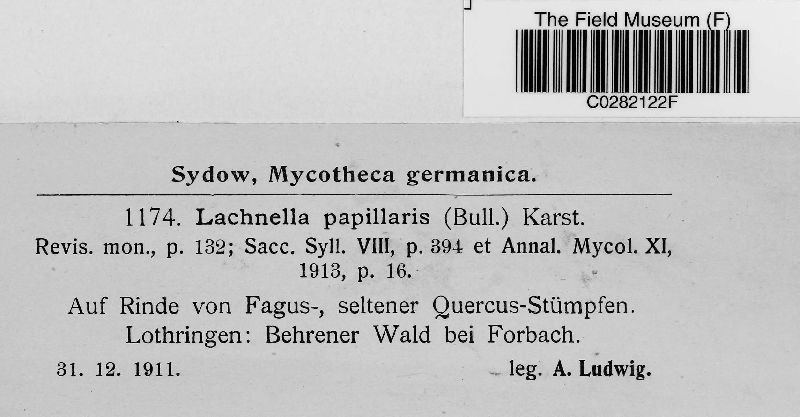 The Field Museum (F)
C0282122F
Sydow, Mycotheca germanica.
1174. Lachnella papillaris (Bull.) Karst.
Revis. mon., p. 132; Sacc. Syll. VIII, p. 394 et Annal. Mycol. XI,
1913, p. 16.
Auf Rinde von Fagus-, seltener Quercus-Stümpfen.
Lothringen: Behrener Wald bei Forbach.
31. 12. 1911. leg. A. Ludwig.